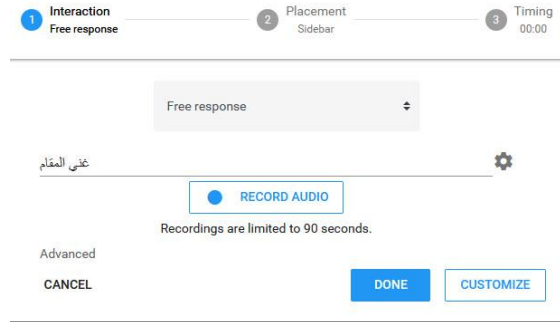 1 Interaction
Free response
2 Placement
Sidebar
3 Timing
00:00
Free response
غني المقام
RECORD AUDIO
Recordings are limited to 90 seconds.
Advanced
CANCEL DONE CUSTOMIZE